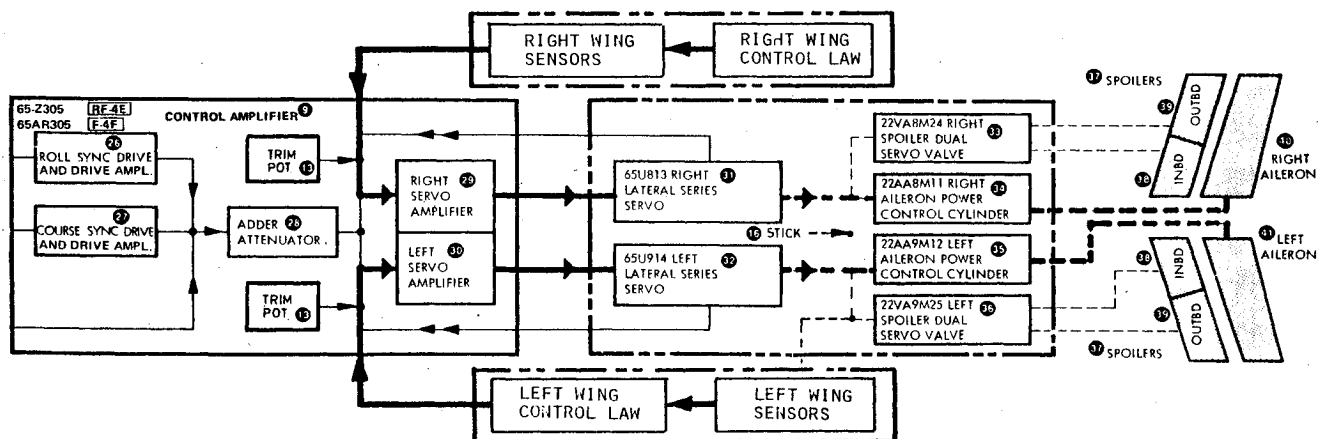 RIGHT WING
SENSORS
RIGHT WING
CONTROL LAW
65-Z305 RF-4E
65AR305 F-4F
CONTROL AMPLIFIER 9
26
ROLL SYNC DRIVE
AND DRIVE AMPL.
27
COURSE SYNC DRIVE
AND DRIVE AMPL.
TRIM
POT 13
ADDER 28
ATTENUATOR
TRIM
POT 13
RIGHT 29
SERVO
AMPLIFIER
LEFT 30
SERVO
AMPLIFIER
65U813 RIGHT 31
LATERAL SERIES
SERVO
65U914 LEFT 32
LATERAL SERIES
SERVO
22VA8M24 RIGHT
SPOILER DUAL 33
SERVO VALVE
22AA8M11 RIGHT
AILERON POWER 34
CONTROL CYLINDER
16 STICK
22AA9M12 LEFT
AILERON POWER 35
CONTROL CYLINDER
22VA9M25 LEFT
SPOILER DUAL 36
SERVO VALVE
37 SPOILERS
39
OUTBD
INBD
38
RIGHT
AILERON
41
LEFT
AILERON
38
INBD
OUTBD
39
37 SPOILERS
LEFT WING
CONTROL LAW
LEFT WING
SENSORS